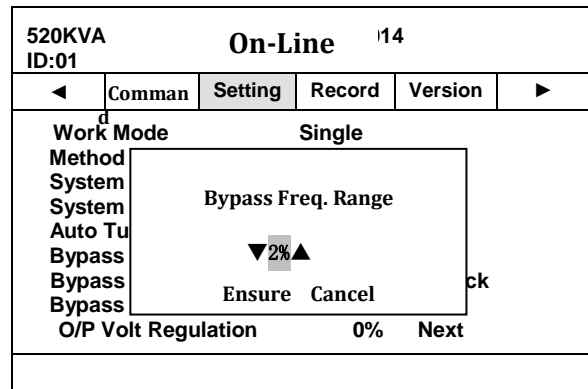 520KVA On-Line 14
ID:01
◄ Command Setting Record Version ►
Work Mode Single
Method
System
System
Auto Tu
Bypass
Bypass ck
Bypass
Bypass Freq. Range
▼2%▲
Ensure Cancel
O/P Volt Regulation 0% Next